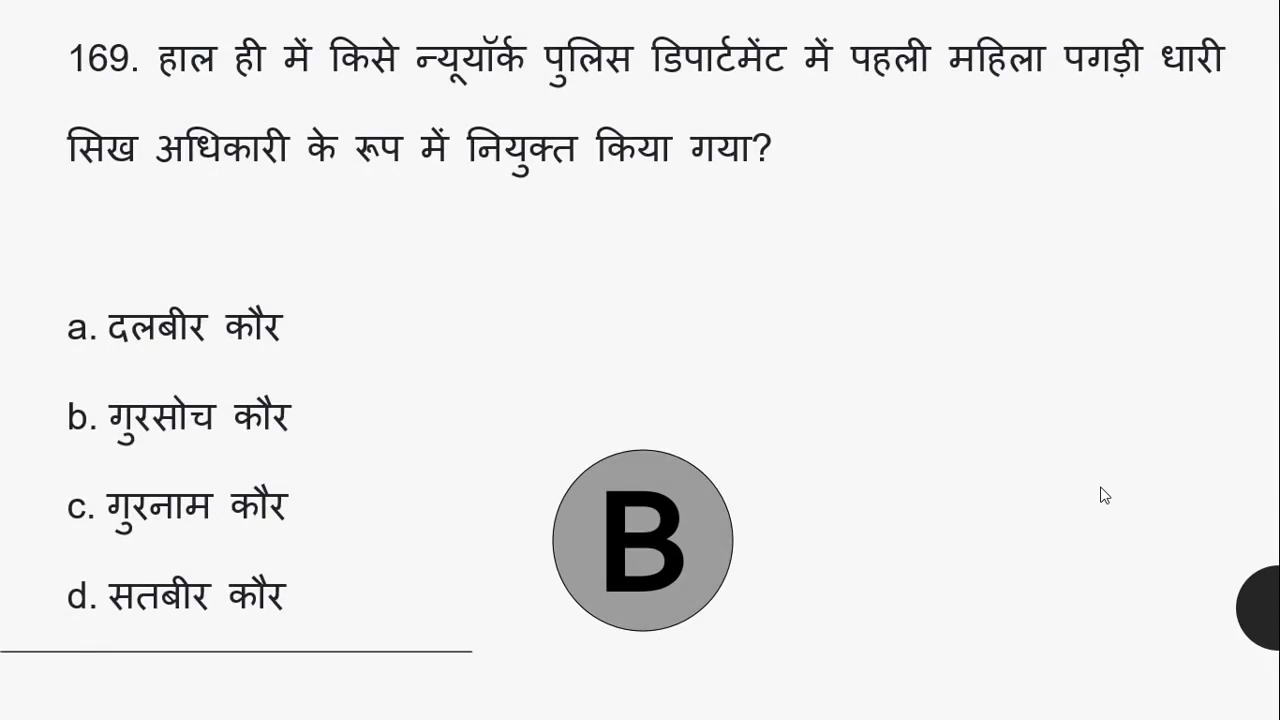 169. हाल ही में किसे न्यूयॉर्क पुलिस डिपार्टमेंट में पहली महिला पगड़ी धारी
सिख अधिकारी के रूप में नियुक्त किया गया?
a. दलबीर कौर
b. गुरसोच कौर
c. गुरनाम कौर
d. सतबीर कौर
B